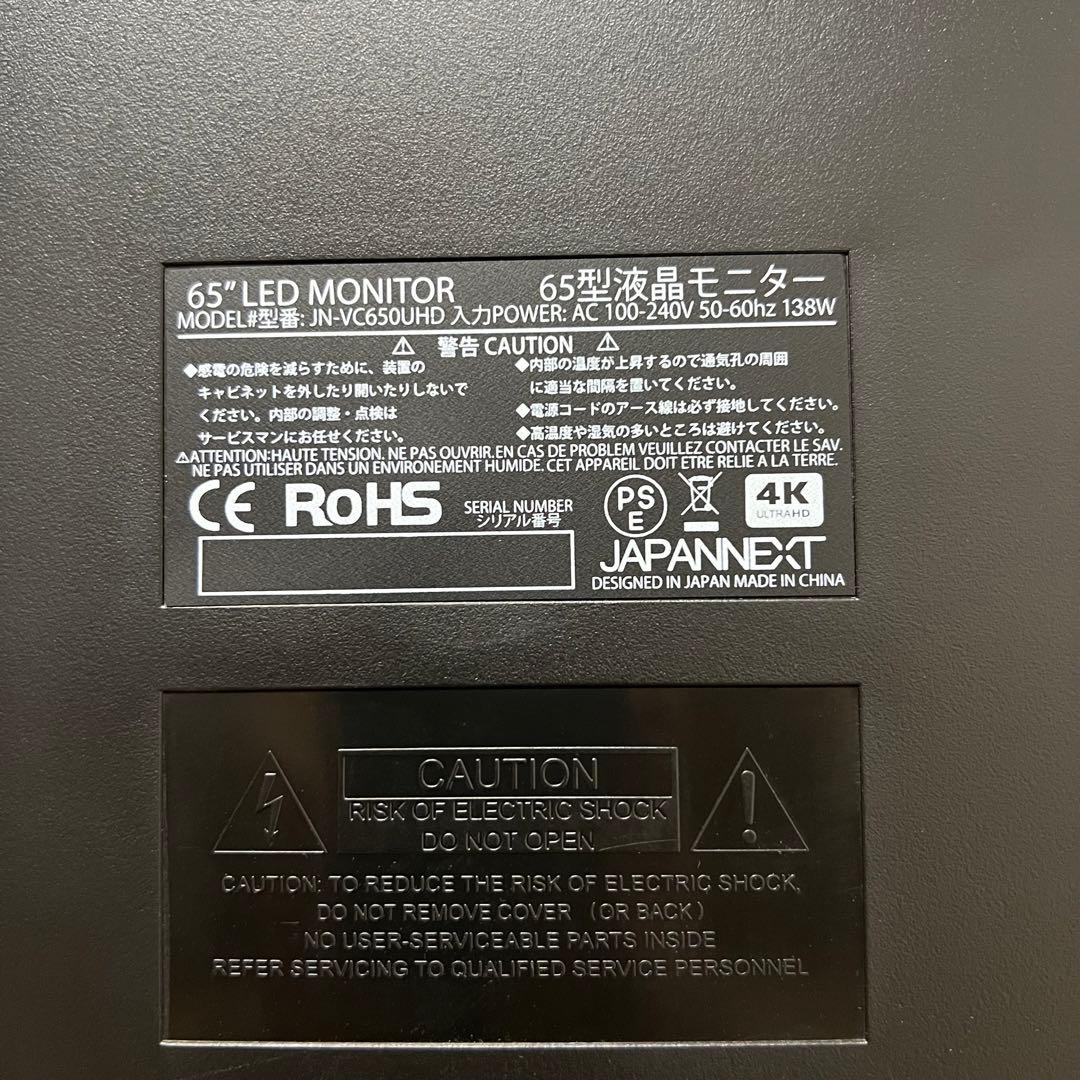 65" LED MONITOR 65型液晶モニター
MODEL#型番: JN-VC650UHD 入力POWER: AC 100-240V 50-60hz 138W
⚠ 警告 CAUTION ⚠
◆感電の危険を減らすために、装置の
キャビネットを外したり開いたりしないで
ください。内部の調整・点検は
サービスマンにお任せください。
◆内部の温度が上昇するので通気孔の周囲
に適当な間隔を置いてください。
◆電源コードのアース線は必ず接地してください。
◆高温度や湿気の多いところは避けてください。
⚠ATTENTION:HAUTE TENSION. NE PAS OUVRIR.EN CAS DE PROBLEM VEUILLEZ CONTACTER LE SAV.
NE PAS UTILISER DANS UN ENVIRONEMENT HUMIDE. CET APPAREIL DOIT ETRE RELIE A LA TERRE.
CE RoHS
SERIAL NUMBER
シリアル番号
PS
E
4K
ULTRAHD
JAPANNEXT
DESIGNED IN JAPAN MADE IN CHINA
CAUTION
RISK OF ELECTRIC SHOCK
DO NOT OPEN
CAUTION: TO REDUCE THE RISK OF ELECTRIC SHOCK,
DO NOT REMOVE COVER (OR BACK)
NO USER-SERVICEABLE PARTS INSIDE
REFER SERVICING TO QUALIFIED SERVICE PERSONNEL